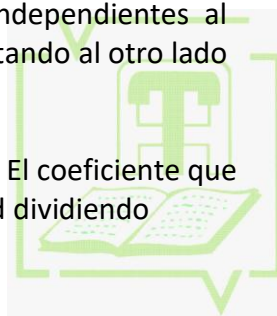 ndependientes al
tando al otro lado
El coeficiente que
d dividiendo